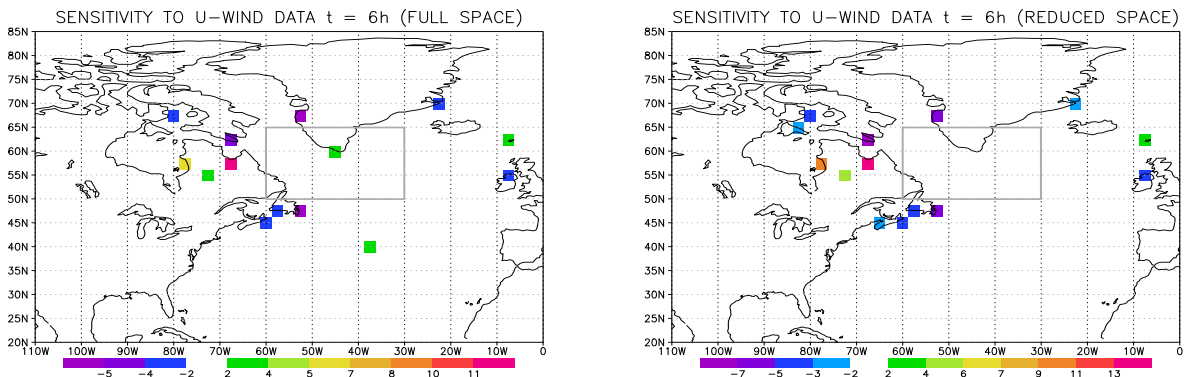 SENSITIVITY TO U-WIND DATA t = 6h (FULL SPACE)
85N
80N
75N
70N
65N
60N
55N
50N
45N
40N
35N
30N
25N
20N
110W 100W 90W 80W 70W 60W 50W 40W 30W 20W 10W 0
-5 -4 -2 2 4 5 7 8 10 11
SENSITIVITY TO U-WIND DATA t = 6h (REDUCED SPACE)
85N
80N
75N
70N
65N
60N
55N
50N
45N
40N
35N
30N
25N
20N
110W 100W 90W 80W 70W 60W 50W 40W 30W 20W 10W 0
-7 -5 -3 -2 2 4 6 7 9 11 13